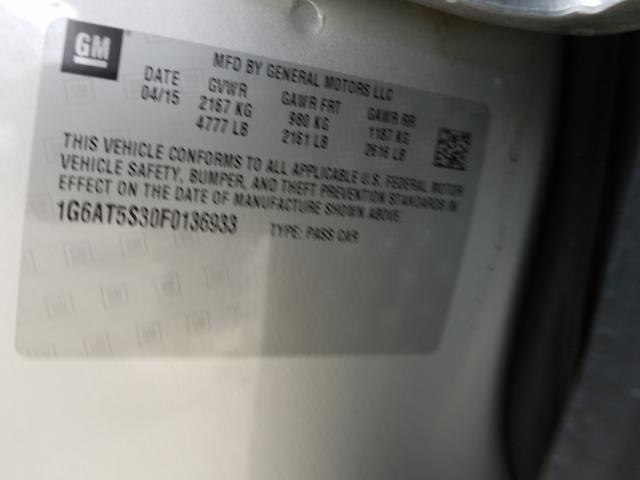 GM
MFD BY GENERAL MOTORS LLC
DATE GVWR GAWR FRT GAWR RR
04/15 2167 KG 980 KG 1187 KG
4777 LB 2161 LB 2616 LB
THIS VEHICLE CONFORMS TO ALL APPLICABLE U.S. FEDERAL MOTOR
VEHICLE SAFETY, BUMPER, AND THEFT PREVENTION STANDARDS IN
EFFECT ON THE DATE OF MANUFACTURE SHOWN ABOVE.
1G6AT5S30F0136933 TYPE: PASS CAR